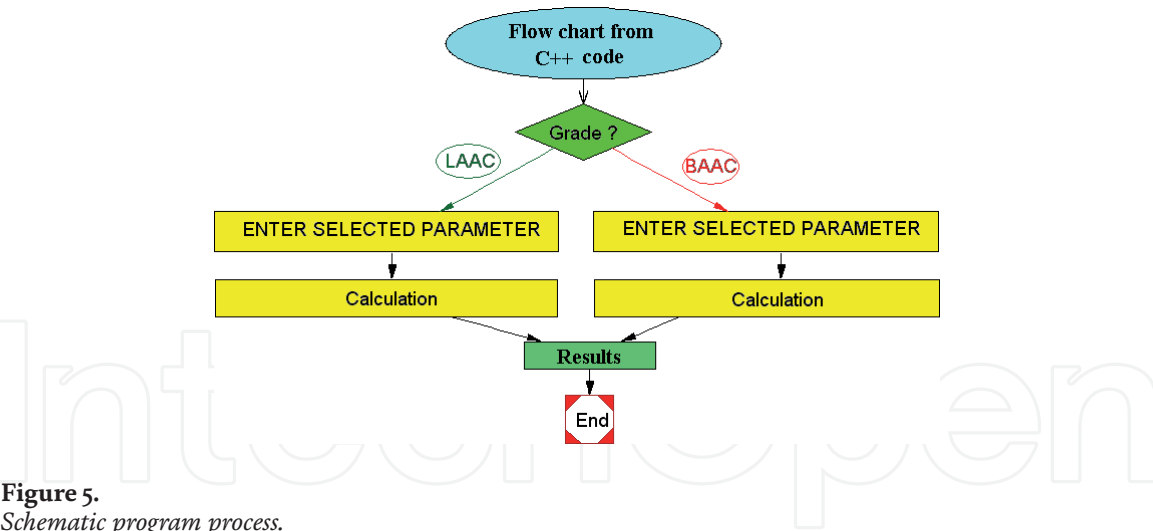 Flow chart from
C++ code
Grade ?
LAAC
BAAC
ENTER SELECTED PARAMETER
ENTER SELECTED PARAMETER
Calculation
Calculation
Results
End
IntechOpen
Figure 5.
Schematic program process.